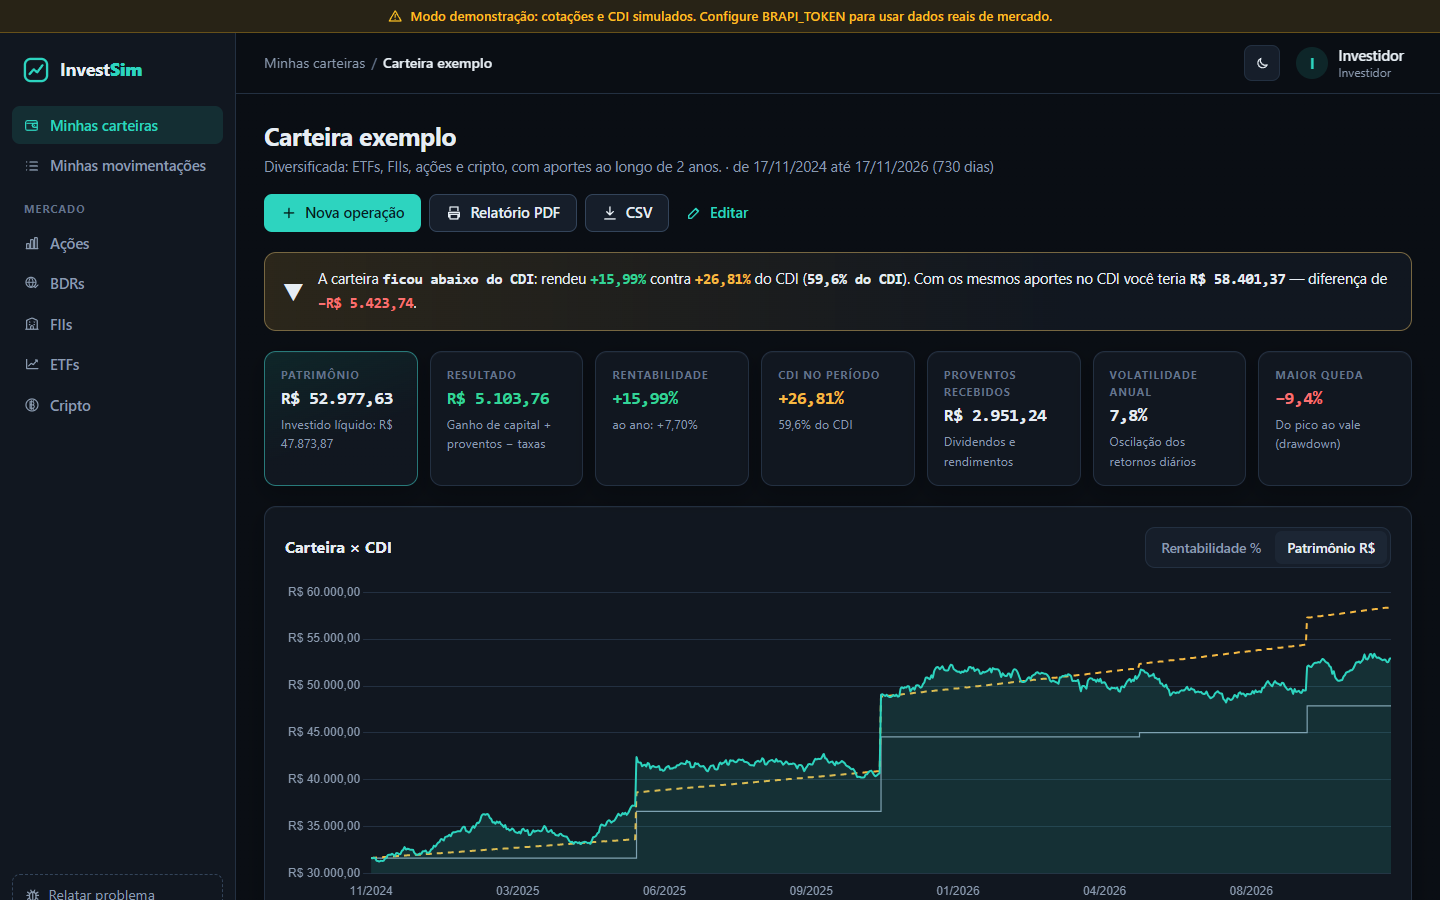 Modo demonstração: cotações e CDI simulados. Configure BRAPI_TOKEN para usar dados reais de mercado.
InvestSim
Minhas carteiras
Minhas movimentações
MERCADO
Ações
BDRs
FIIs
ETFs
Cripto
Relatar problema
Minhas carteiras / Carteira exemplo
I
Investidor
Investidor
Carteira exemplo
Diversificada: ETFs, FIIs, ações e cripto, com aportes ao longo de 2 anos. · de 17/11/2024 até 17/11/2026 (730 dias)
Nova operação
Relatório PDF
CSV
Editar
A carteira ficou abaixo do CDI: rendeu +15,99% contra +26,81% do CDI (59,6% do CDI). Com os mesmos aportes no CDI você teria R$ 58.401,37 — diferença de
−R$ 5.423,74.
PATRIMÔNIO
R$ 52.977,63
Investido líquido: R$
47.873,87
RESULTADO
R$ 5.103,76
Ganho de capital +
proventos − taxas
RENTABILIDADE
+15,99%
ao ano: +7,70%
CDI NO PERÍODO
+26,81%
59,6% do CDI
PROVENTOS
RECEBIDOS
R$ 2.951,24
Dividendos e
rendimentos
VOLATILIDADE
ANUAL
7,8%
Oscilação dos
retornos diários
MAIOR QUEDA
−9,4%
Do pico ao vale
(drawdown)
Carteira × CDI
Rentabilidade %
Patrimônio R$
R$ 60.000,00
R$ 55.000,00
R$ 50.000,00
R$ 45.000,00
R$ 40.000,00
R$ 35.000,00
R$ 30.000,00
11/2024
03/2025
06/2025
09/2025
01/2026
04/2026
08/2026